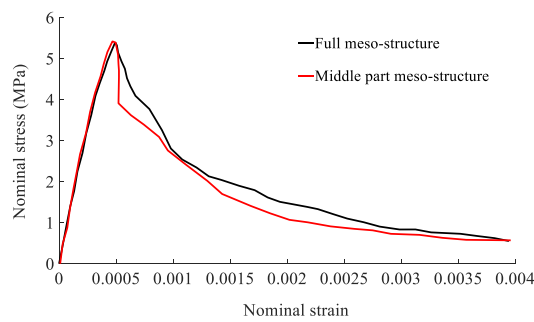 6
Full meso-structure
5
Middle part meso-structure
4
Nominal stress (MPa)
3
2
1
0
0 0.0005 0.001 0.0015 0.002 0.0025 0.003 0.0035 0.004
Nominal strain